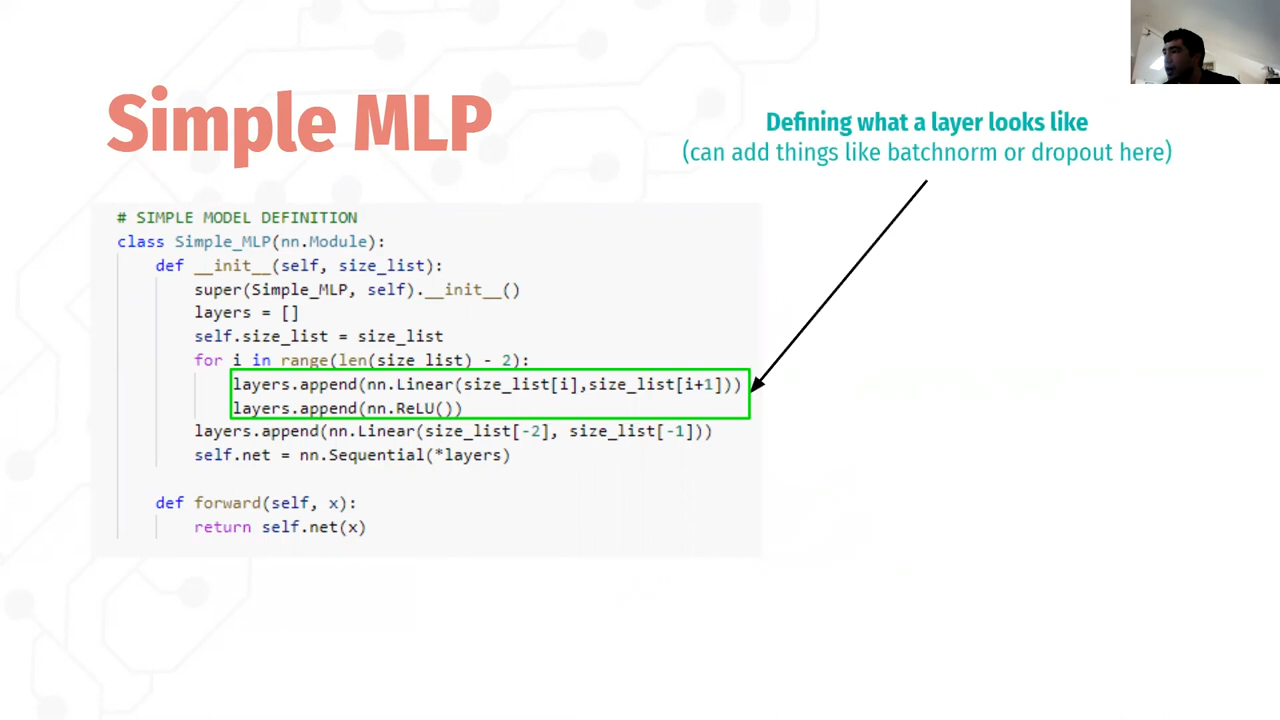 Simple MLP
Defining what a layer looks like
(can add things like batchnorm or dropout here)
# SIMPLE MODEL DEFINITION
class Simple_MLP(nn.Module):
def __init__(self, size_list):
super(Simple_MLP, self).__init__()
layers = []
self.size_list = size_list
for i in range(len(size_list) - 2):
layers.append(nn.Linear(size_list[i],size_list[i+1]))
layers.append(nn.ReLU())
layers.append(nn.Linear(size_list[-2], size_list[-1]))
self.net = nn.Sequential(*layers)
def forward(self, x):
return self.net(x)